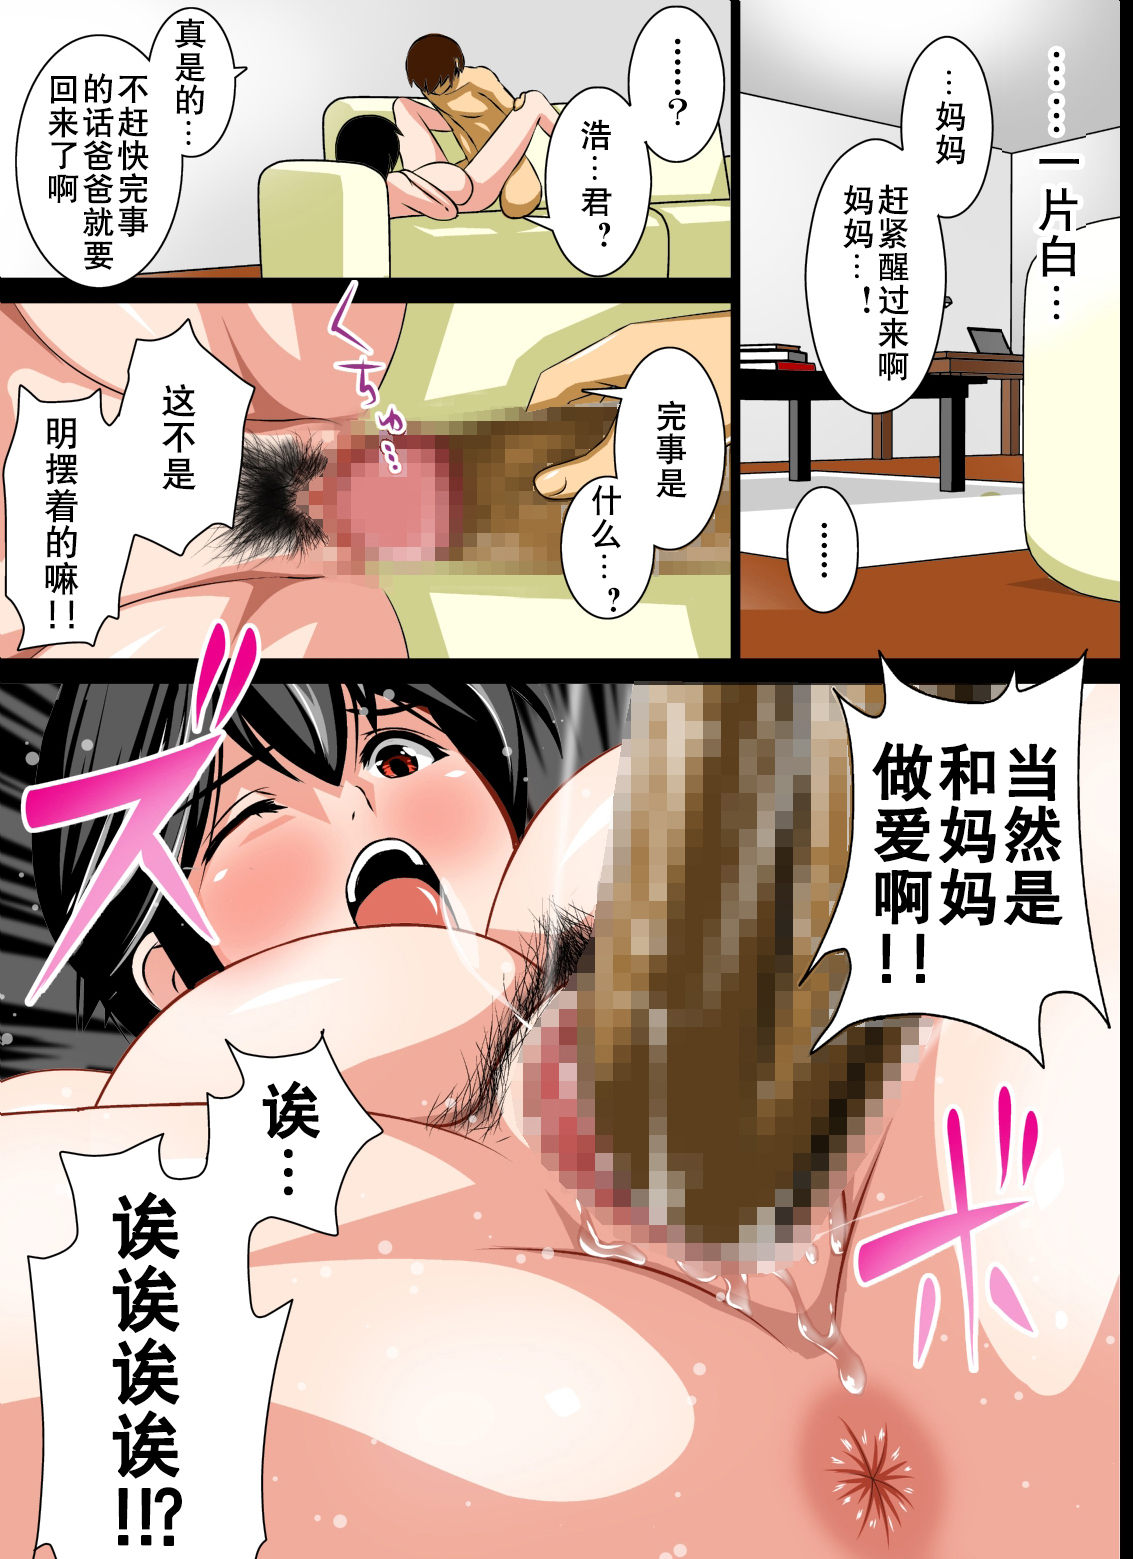 ……一片白…
…妈妈
赶紧醒过来啊
妈妈…!
……
……?
浩…君?
真是的…
不赶快完事
的话爸爸就要
回来了啊
くちゅ…
完事是
什么…?
这不是
明摆着的嘛!!
当然是
和妈妈
做爱啊!!
ズ
ボ
诶…
诶诶诶诶!!?